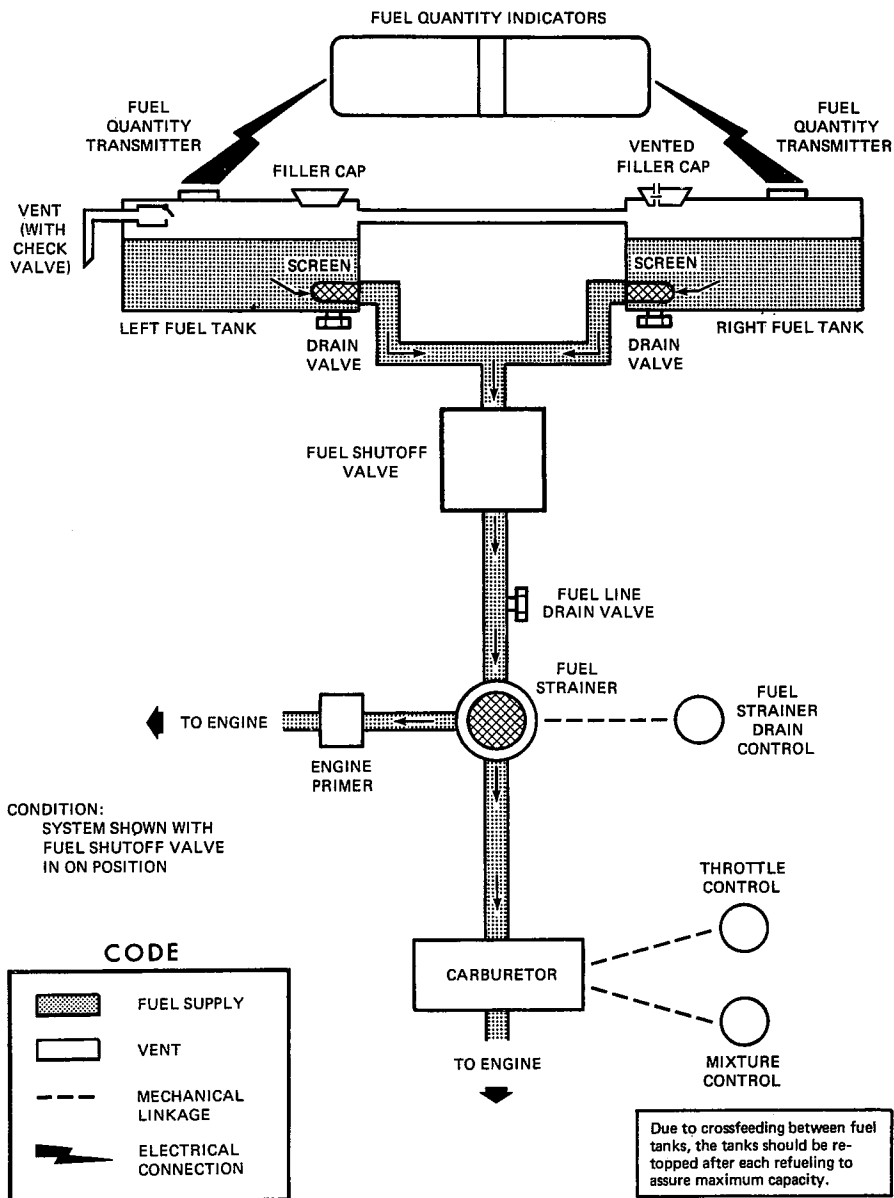 FUEL QUANTITY INDICATORS
FUEL
QUANTITY
TRANSMITTER
FUEL
QUANTITY
TRANSMITTER
FILLER CAP
VENTED
FILLER CAP
VENT
(WITH
CHECK
VALVE)
SCREEN
SCREEN
LEFT FUEL TANK
RIGHT FUEL TANK
DRAIN
VALVE
DRAIN
VALVE
FUEL SHUTOFF
VALVE
FUEL LINE
DRAIN VALVE
FUEL
STRAINER
FUEL
STRAINER
DRAIN
CONTROL
TO ENGINE
ENGINE
PRIMER
CONDITION:
SYSTEM SHOWN WITH
FUEL SHUTOFF VALVE
IN ON POSITION
THROTTLE
CONTROL
CARBURETOR
MIXTURE
CONTROL
TO ENGINE
CODE
FUEL SUPPLY
VENT
MECHANICAL
LINKAGE
ELECTRICAL
CONNECTION
Due to crossfeeding between fuel
tanks, the tanks should be re-
topped after each refueling to
assure maximum capacity.